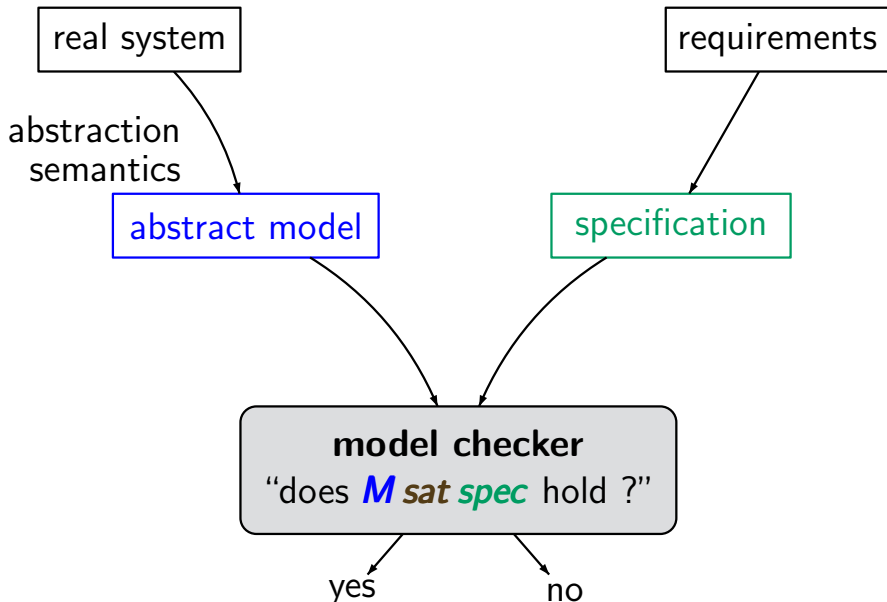 real system
requirements
abstraction
semantics
abstract model
specification
model checker
“does M sat spec hold ?”
yes
no